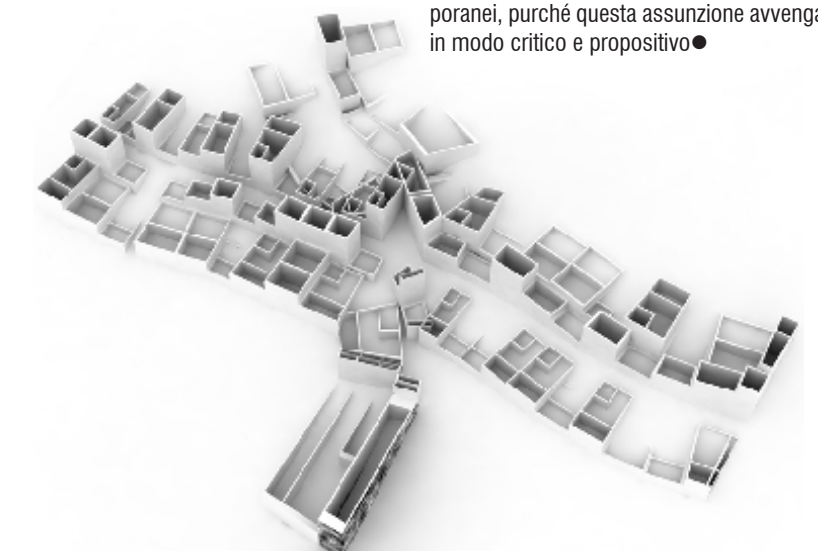 poranei, purché questa assunzione avvenga
in modo critico e propositivo●